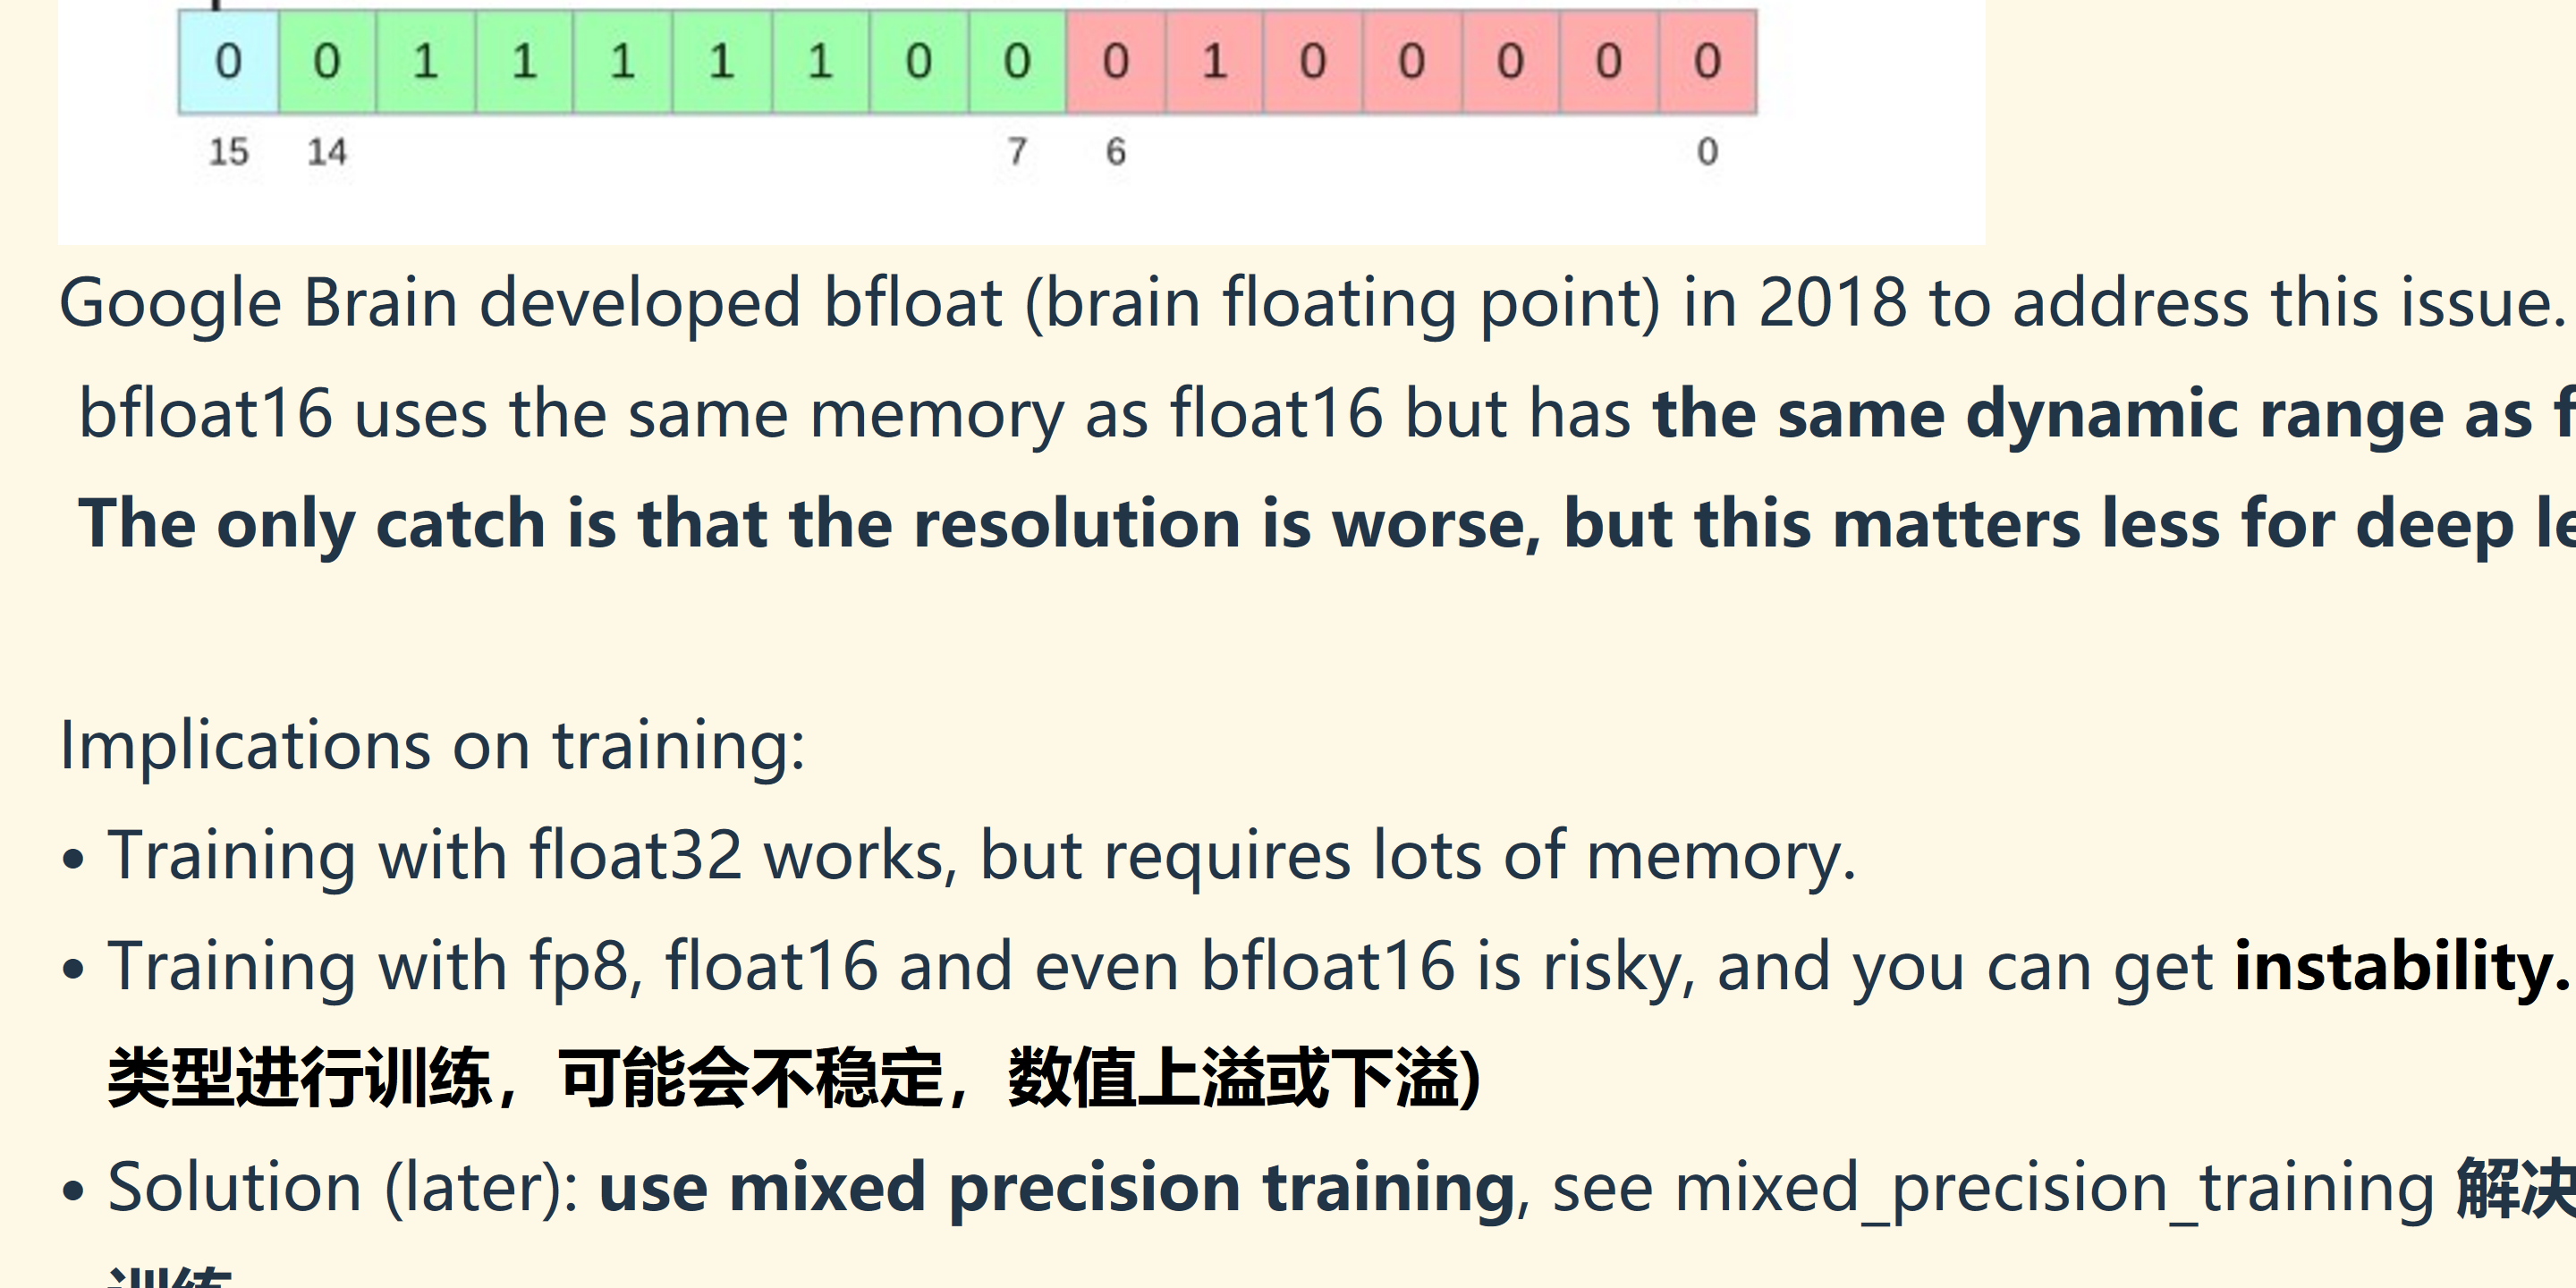 0 0 1 1 1 1 1 0 0 0 1 0 0 0 0 0
15 14 7 6 0
Google Brain developed bfloat (brain floating point) in 2018 to address this issue.
bfloat16 uses the same memory as float16 but has the same dynamic range as
The only catch is that the resolution is worse, but this matters less for deep
Implications on training:
• Training with float32 works, but requires lots of memory.
• Training with fp8, float16 and even bfloat16 is risky, and you can get instability.
类型进行训练，可能会不稳定，数值上溢或下溢)
• Solution (later): use mixed precision training, see mixed_precision_training 解决
训练